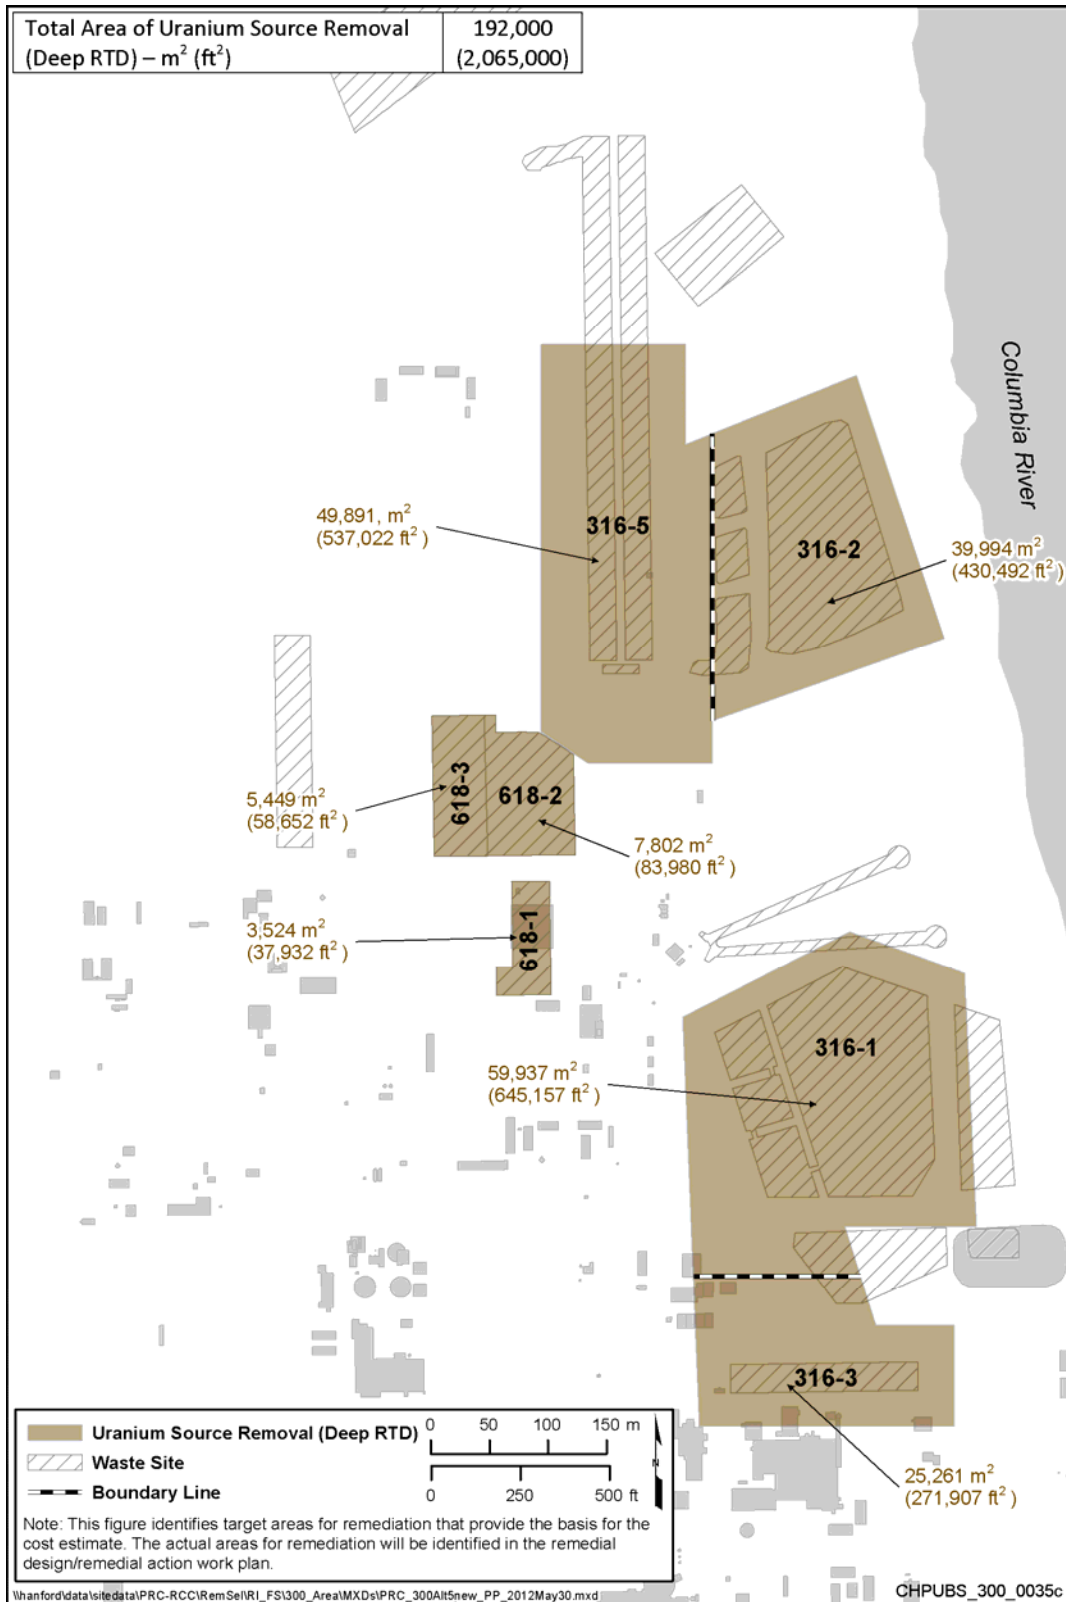 Total Area of Uranium Source Removal
(Deep RTD) – m² (ft²)
192,000
(2,065,000)
Columbia River
49,891, m²
(537,022 ft² )
316-5
316-2
39,994 m²
(430,492 ft² )
5,449 m²
(58,652 ft² )
618-3
618-2
7,802 m²
(83,980 ft² )
3,524 m²
(37,932 ft² )
618-1
316-1
59,937 m²
(645,157 ft² )
316-3
25,261 m²
(271,907 ft² )
Uranium Source Removal (Deep RTD)
Waste Site
Boundary Line
0 50 100 150 m
0 250 500 ft
N
Note: This figure identifies target areas for remediation that provide the basis for the
cost estimate. The actual areas for remediation will be identified in the remedial
design/remedial action work plan.
\\hanford\data\sitedata\PRC-RCC\RemSel\RI_FS\300_Area\MXDs\PRC_300Alt5new_PP_2012May30.mxd
CHPUBS_300_0035c